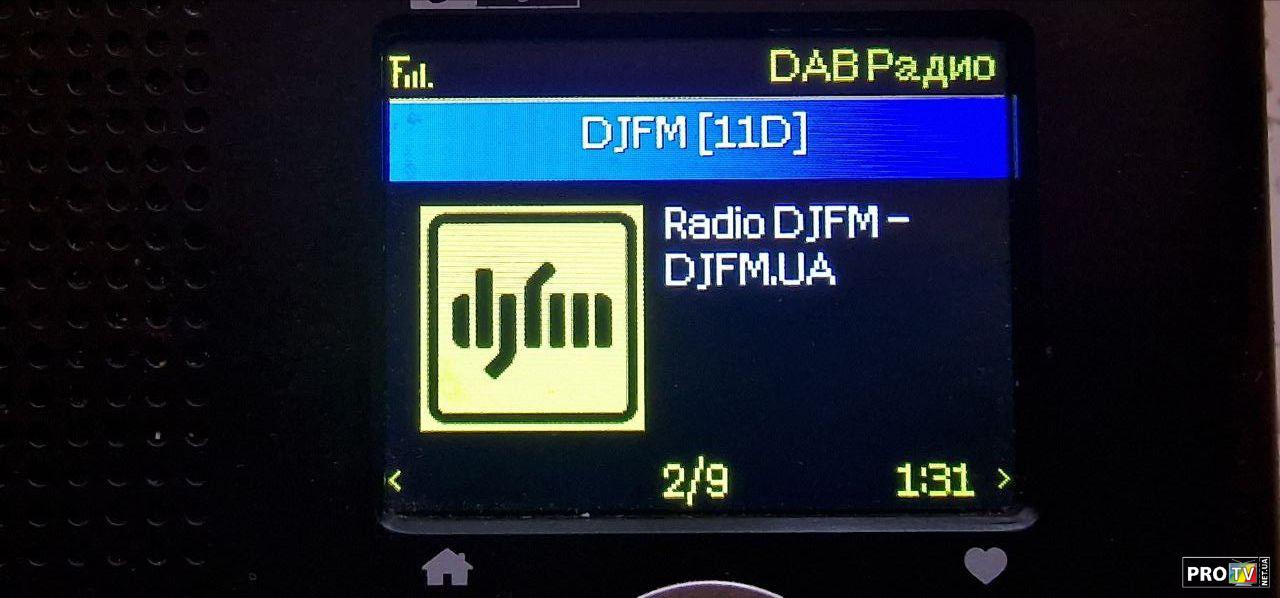 DAB Радио
DJFM [11D]
Radio DJFM -
DJFM.UA
djfm
2/9
1:31
PRO TV
NET.UA